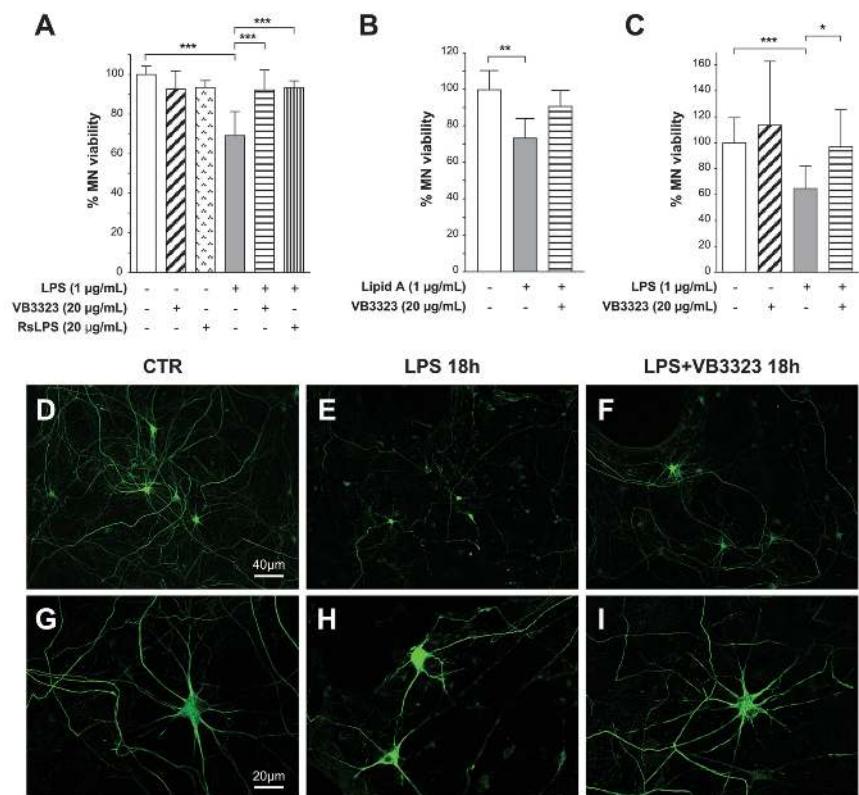 A
***
***
***
% MN viability
100
80
60
40
20
0
LPS (1 µg/mL) - - - + + +
VB3323 (20 µg/mL) - + - - + -
RsLPS (20 µg/mL) - - + - - +
B
**
% MN viability
120
100
80
60
40
20
0
Lipid A (1 µg/mL) - + +
VB3323 (20 µg/mL) - - +
C
***
*
% MN viability
160
140
120
100
80
60
40
20
0
LPS (1 µg/mL) - - + +
VB3323 (20 µg/mL) - + - +
CTR
LPS 18h
LPS+VB3323 18h
D
40µm
E
F
G
20µm
H
I